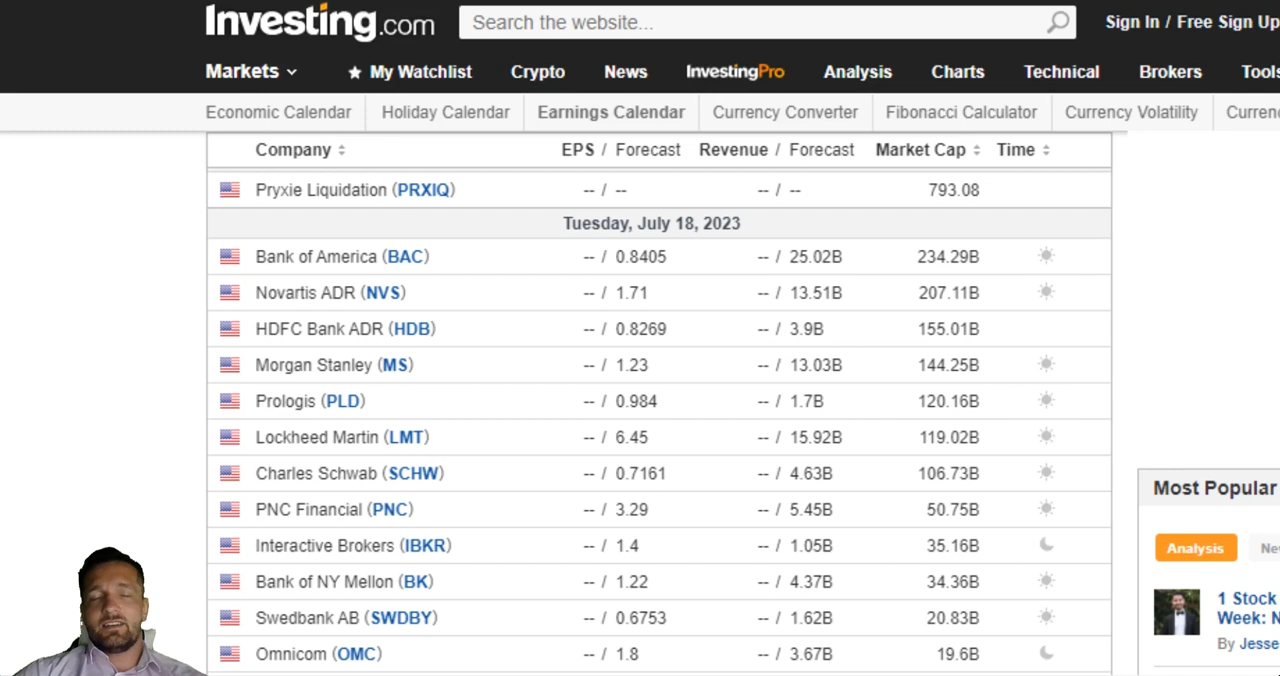 Investing.com
Search the website...
Sign In / Free Sign Up
Markets
My Watchlist
Crypto
News
InvestingPro
Analysis
Charts
Technical
Brokers
Tools
Economic Calendar
Holiday Calendar
Earnings Calendar
Currency Converter
Fibonacci Calculator
Currency Volatility
Curren
Company EPS / Forecast Revenue / Forecast Market Cap Time
Pryxie Liquidation (PRXIQ) -- / -- -- / -- 793.08
Tuesday, July 18, 2023
Bank of America (BAC) -- / 0.8405 -- / 25.02B 234.29B
Novartis ADR (NVS) -- / 1.71 -- / 13.51B 207.11B
HDFC Bank ADR (HDB) -- / 0.8269 -- / 3.9B 155.01B
Morgan Stanley (MS) -- / 1.23 -- / 13.03B 144.25B
Prologis (PLD) -- / 0.984 -- / 1.7B 120.16B
Lockheed Martin (LMT) -- / 6.45 -- / 15.92B 119.02B
Charles Schwab (SCHW) -- / 0.7161 -- / 4.63B 106.73B
PNC Financial (PNC) -- / 3.29 -- / 5.45B 50.75B
Interactive Brokers (IBKR) -- / 1.4 -- / 1.05B 35.16B
Bank of NY Mellon (BK) -- / 1.22 -- / 4.37B 34.36B
Swedbank AB (SWDBY) -- / 0.6753 -- / 1.62B 20.83B
Omnicom (OMC) -- / 1.8 -- / 3.67B 19.6B
Most Popular
Analysis
Ne
1 Stock
Week: N
By Jesse